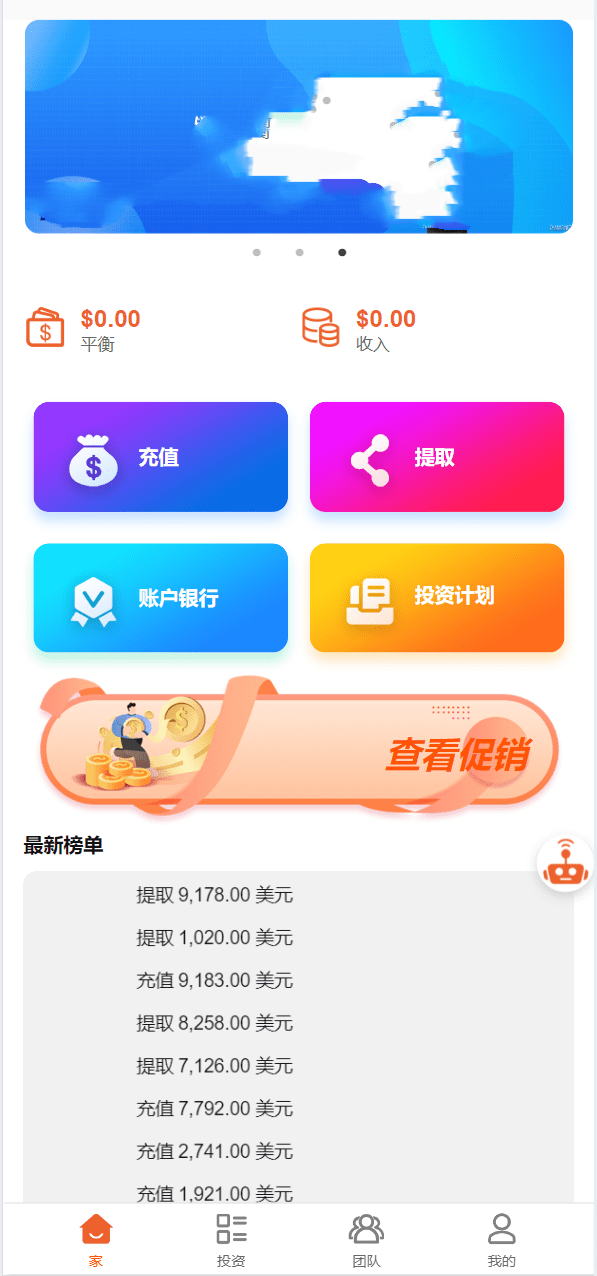 $0.00
平衡
$0.00
收入
充值
提取
账户银行
投资计划
查看促销
最新榜单
提取 9,178.00 美元
提取 1,020.00 美元
充值 9,183.00 美元
提取 8,258.00 美元
提取 7,126.00 美元
充值 7,792.00 美元
充值 2,741.00 美元
充值 1,921.00 美元
家
投资
团队
我的